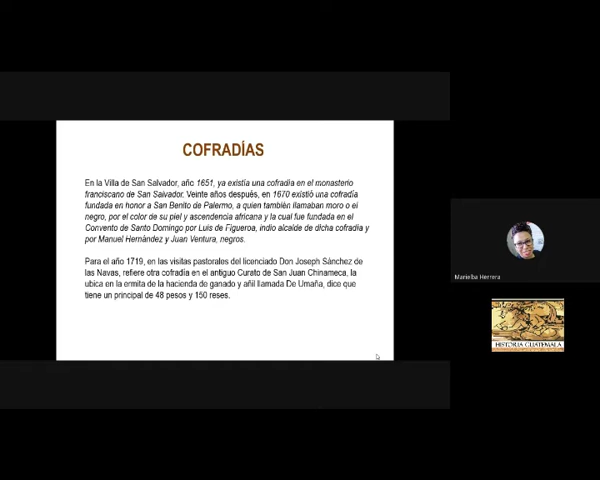 COFRADÍAS
En la Villa de San Salvador, año 1651, ya existía una cofradía en el monasterio
franciscano de San Salvador. Veinte años después, en 1670 existió una cofradía
fundada en honor a San Benito de Palermo, a quien también llamaban moro o el
negro, por el color de su piel y ascendencia africana y la cual fue fundada en el
Convento de Santo Domingo por Luis de Figueroa, indio alcalde de dicha cofradía y
por Manuel Hernández y Juan Ventura, negros.
Para el año 1719, en las visitas pastorales del licenciado Don Joseph Sánchez de
las Navas, refiere otra cofradía en el antiguo Curato de San Juan Chinameca, la
ubica en la ermita de la hacienda de ganado y añil llamada De Umaña, dice que
tiene un principal de 48 pesos y 150 reses.
Marielba Herrera
HISTORIA GUATEMALA